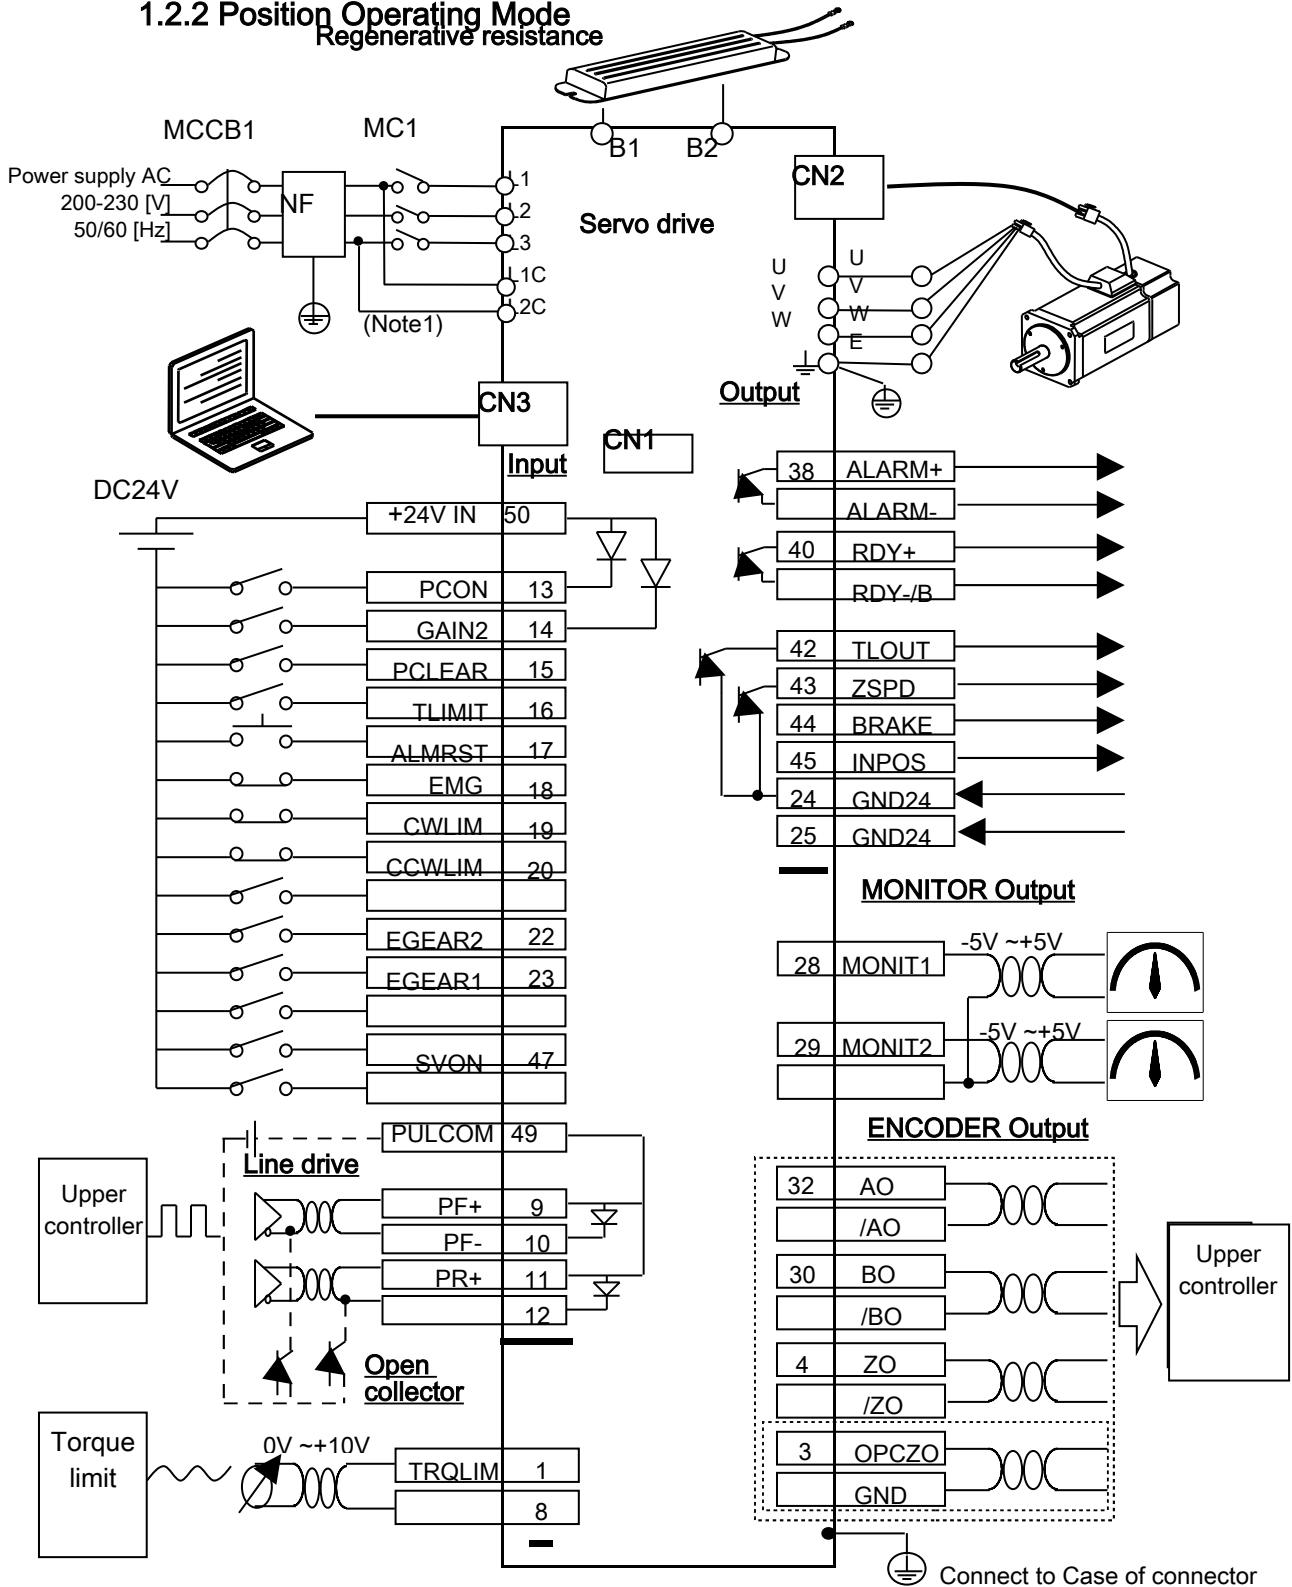 1.2.2 Position Operating Mode
Regenerative resistance
MCCB1
MC1
B1
B2
CN2
Power supply AC
200-230 [V]
50/60 [Hz]
NF
L1
L2
L3
L1C
L2C
(Note1)
Servo drive
U
V
W
U
V
W
E
CN3
CN1
Input
Output
DC24V
+24V IN 50
PCON 13
GAIN2 14
PCLEAR 15
TLIMIT 16
ALMRST 17
EMG 18
CWLIM 19
CCWLIM 20
EGEAR2 22
EGEAR1 23
SVON 47
38 ALARM+
ALARM-
40 RDY+
RDY-/B
42 TLOUT
43 ZSPD
44 BRAKE
45 INPOS
24 GND24
25 GND24
MONITOR Output
28 MONIT1
-5V ~+5V
29 MONIT2
-5V ~+5V
PULCOM 49
Line drive
Upper
controller
PF+ 9
PF- 10
PR+ 11
12
Open
collector
Torque
limit
0V ~+10V
TRQLIM 1
8
ENCODER Output
32 AO
/AO
30 BO
/BO
4 ZO
/ZO
3 OPCZO
GND
Upper
controller
Connect to Case of connector